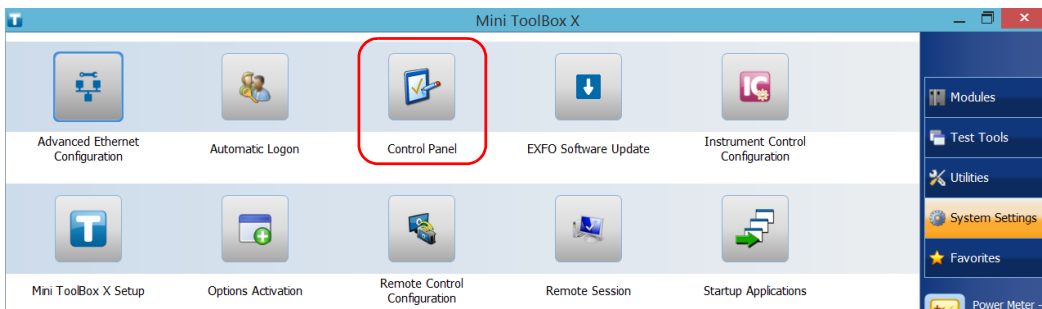 Mini ToolBox X
Advanced Ethernet
Configuration
Automatic Logon
Control Panel
EXFO Software Update
Instrument Control
Configuration
Mini ToolBox X Setup
Options Activation
Remote Control
Configuration
Remote Session
Startup Applications
Modules
Test Tools
Utilities
System Settings
Favorites
Power Meter -